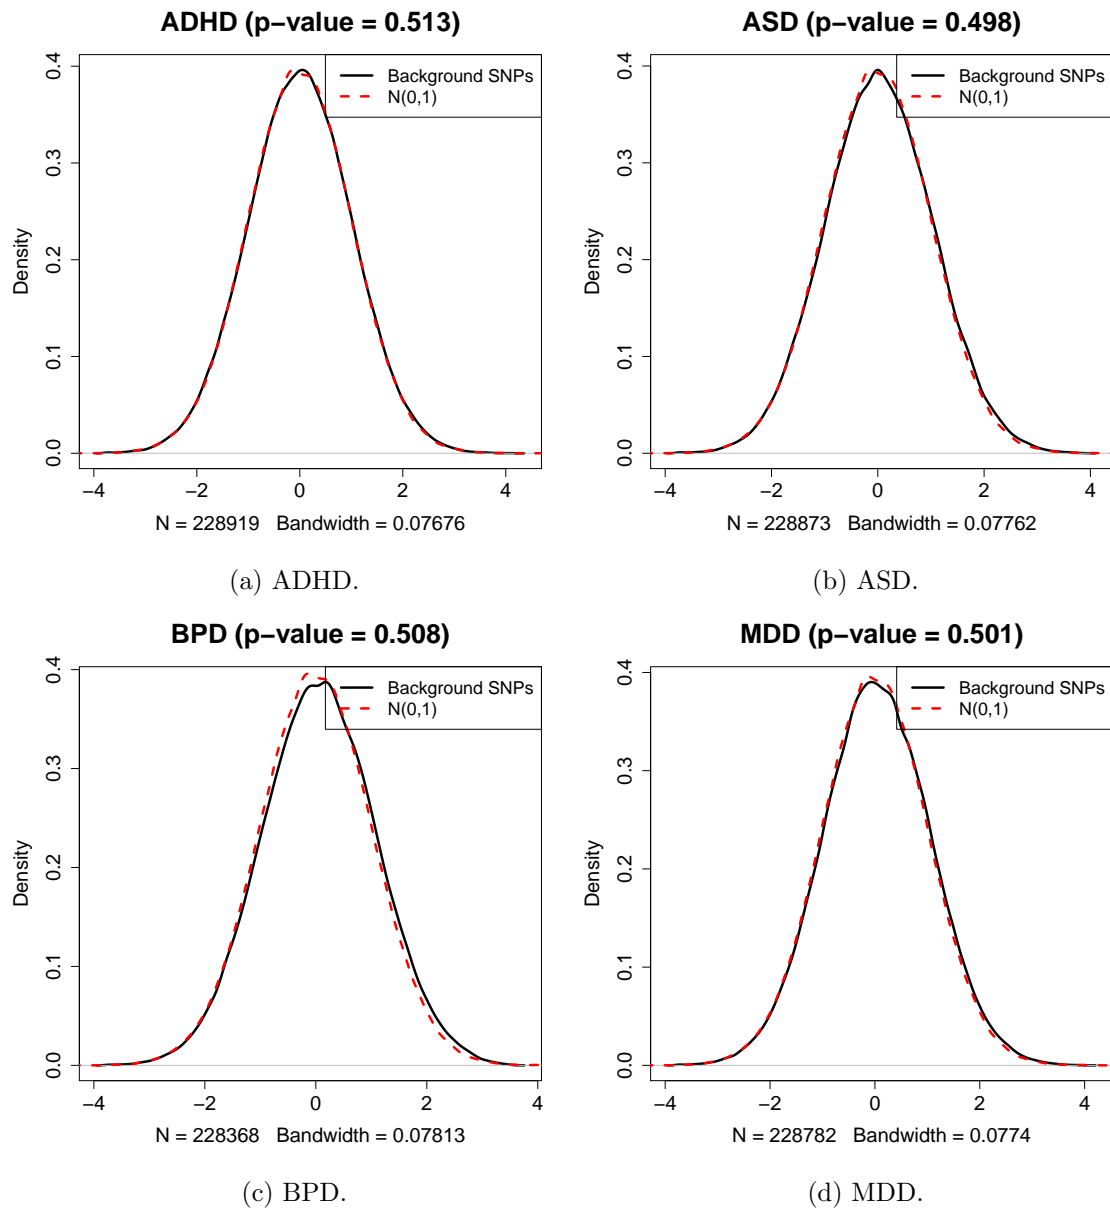 ADHD (p−value = 0.513)
0.4
0.3
0.2
0.1
0.0
Density
Background SNPs
N(0,1)
−4 −2 0 2 4
N = 228919 Bandwidth = 0.07676
(a) ADHD.
ASD (p−value = 0.498)
0.4
0.3
0.2
0.1
0.0
Density
Background SNPs
N(0,1)
−4 −2 0 2 4
N = 228873 Bandwidth = 0.07762
(b) ASD.
BPD (p−value = 0.508)
0.4
0.3
0.2
0.1
0.0
Density
Background SNPs
N(0,1)
−4 −2 0 2 4
N = 228368 Bandwidth = 0.07813
(c) BPD.
MDD (p−value = 0.501)
0.4
0.3
0.2
0.1
0.0
Density
Background SNPs
N(0,1)
−4 −2 0 2 4
N = 228782 Bandwidth = 0.0774
(d) MDD.